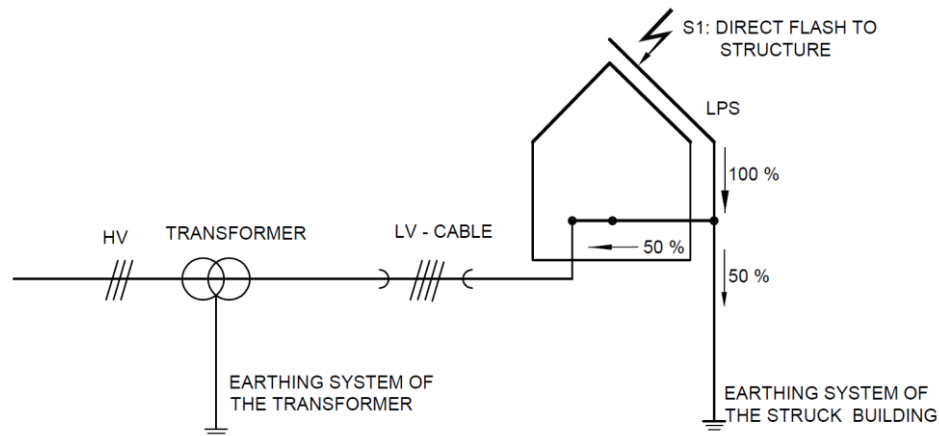 S1: DIRECT FLASH TO
STRUCTURE
LPS
100 %
HV
TRANSFORMER
LV - CABLE
50 %
50 %
EARTHING SYSTEM OF
THE TRANSFORMER
EARTHING SYSTEM OF
THE STRUCK BUILDING